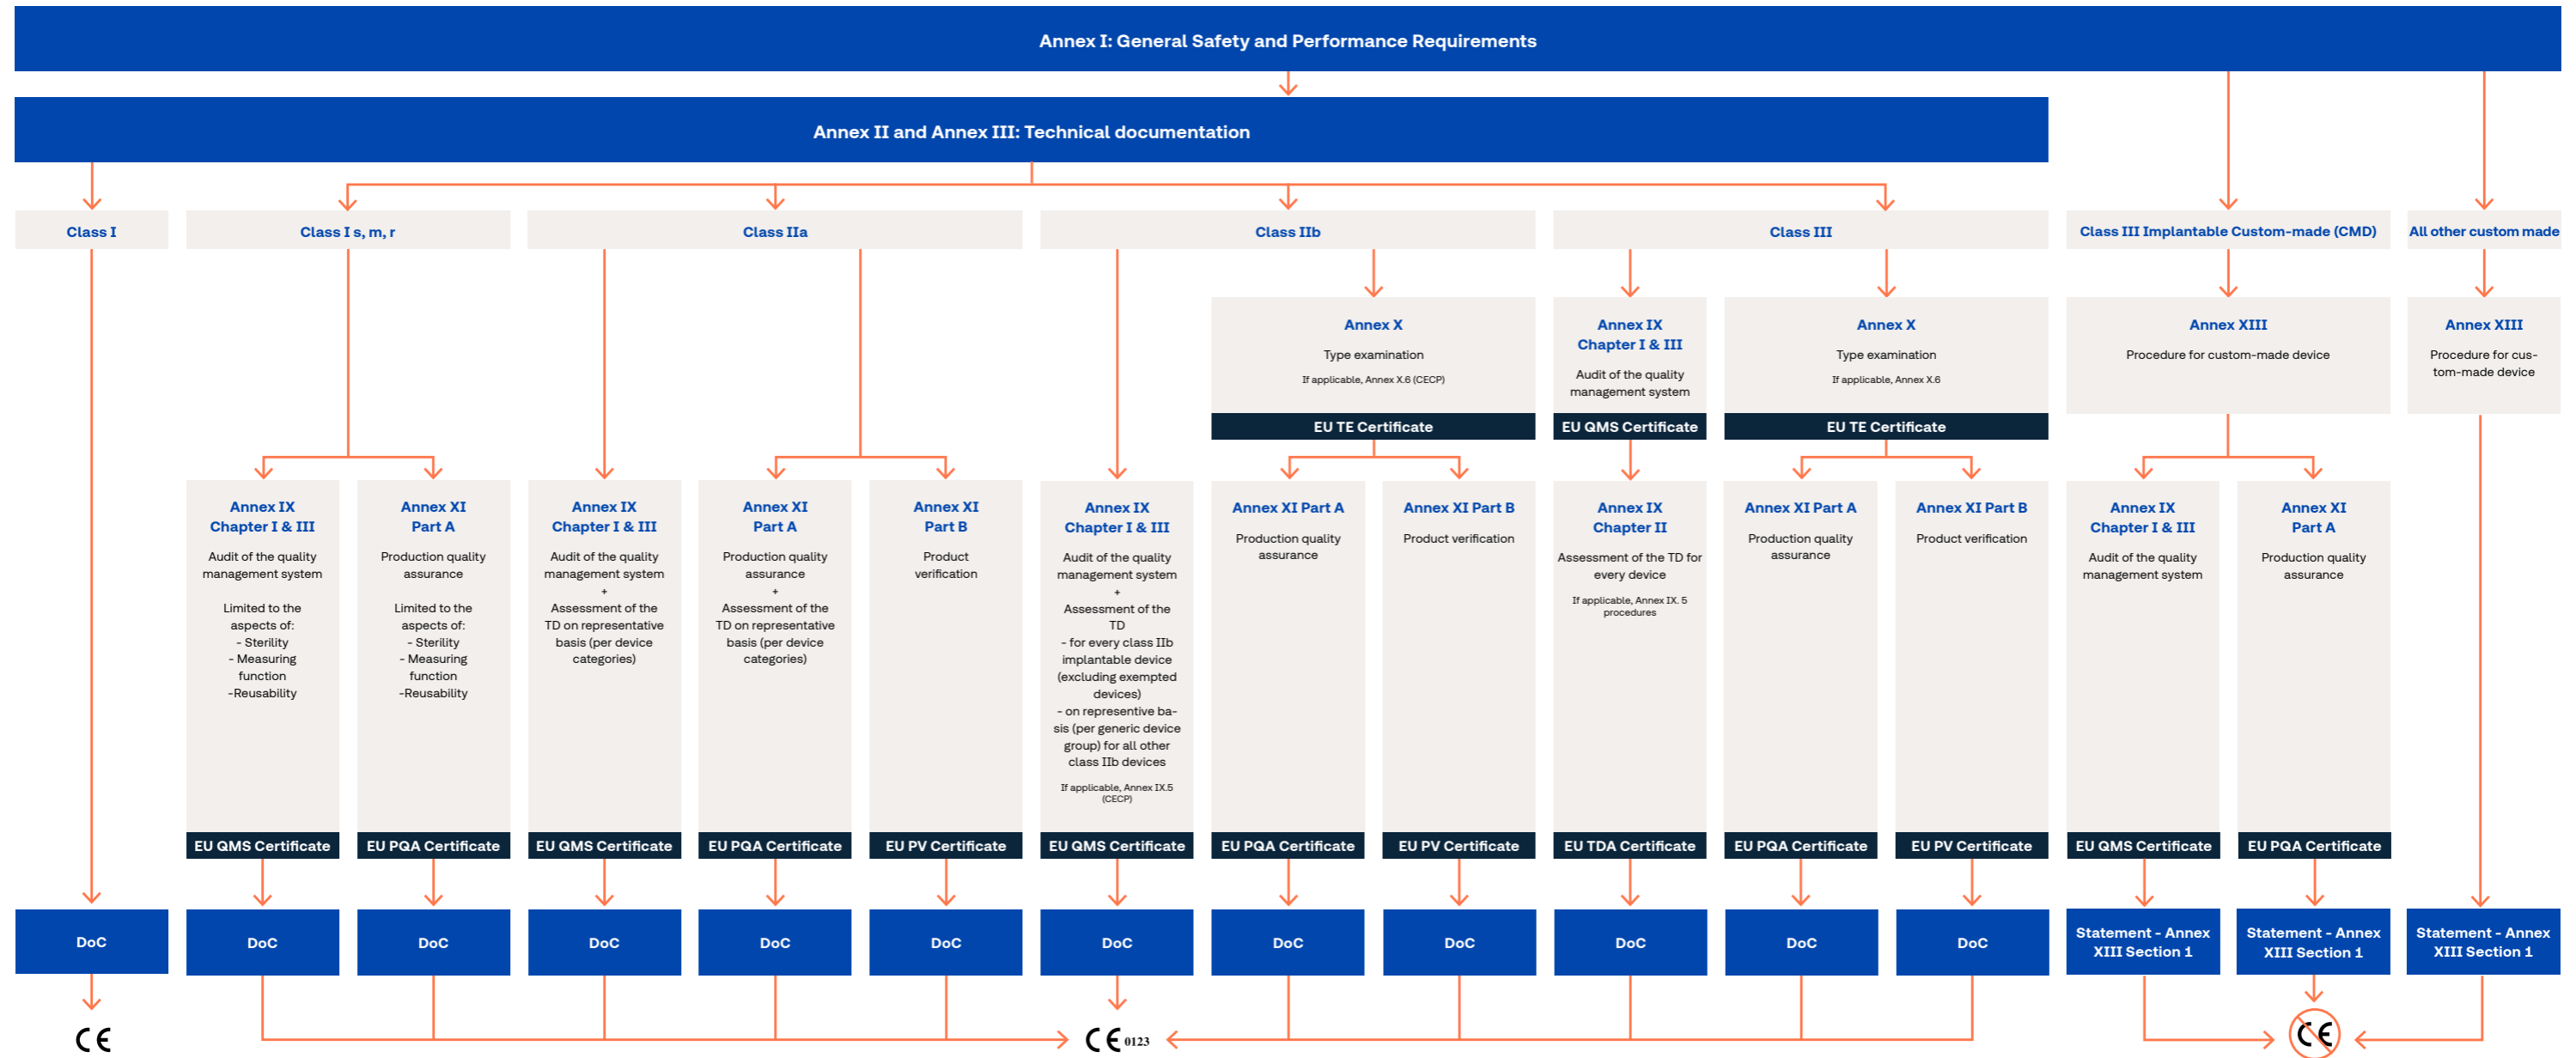 Annex I: General Safety and Performance Requirements
Annex II and Annex III: Technical documentation
Class I
Class I s, m, r
Class IIa
Class IIb
Class III
Class III Implantable Custom-made (CMD)
All other custom made
Annex X
Type examination
If applicable, Annex X.6 (CECP)
EU TE Certificate
Annex IX
Chapter I & III
Audit of the quality
management system
EU QMS Certificate
Annex X
Type examination
If applicable, Annex X.6
EU TE Certificate
Annex XIII
Procedure for custom-made device
Annex XIII
Procedure for cus-
tom-made device
Annex IX
Chapter I & III
Audit of the quality
management system
Limited to the
aspects of:
- Sterility
- Measuring
function
-Reusability
EU QMS Certificate
Annex XI
Part A
Production quality
assurance
Limited to the
aspects of:
- Sterility
- Measuring
function
-Reusability
EU PQA Certificate
Annex IX
Chapter I & III
Audit of the quality
management system
+
Assessment of the
TD on representative
basis (per device
categories)
EU QMS Certificate
Annex XI
Part A
Production quality
assurance
+
Assessment of the
TD on representative
basis (per device
categories)
EU PQA Certificate
Annex XI
Part B
Product
verification
EU PV Certificate
Annex IX
Chapter I & III
Audit of the quality
management system
+
Assessment of the
TD
- for every class IIb
implantable device
(excluding exempted
devices)
- on representive ba-
sis (per generic device
group) for all other
class IIb devices
If applicable, Annex IX.5
(CECP)
EU QMS Certificate
Annex XI Part A
Production quality
assurance
EU PQA Certificate
Annex XI Part B
Product verification
EU PV Certificate
Annex IX
Chapter II
Assessment of the TD for
every device
If applicable, Annex IX. 5
procedures
EU TDA Certificate
Annex XI Part A
Production quality
assurance
EU PQA Certificate
Annex XI Part B
Product verification
EU PV Certificate
Annex IX
Chapter I & III
Audit of the quality
management system
EU QMS Certificate
Annex XI
Part A
Production quality
assurance
EU PQA Certificate
DoC
DoC
DoC
DoC
DoC
DoC
DoC
DoC
DoC
DoC
DoC
DoC
Statement - Annex
XIII Section 1
Statement - Annex
XIII Section 1
Statement - Annex
XIII Section 1
CE
CE 0123
CE